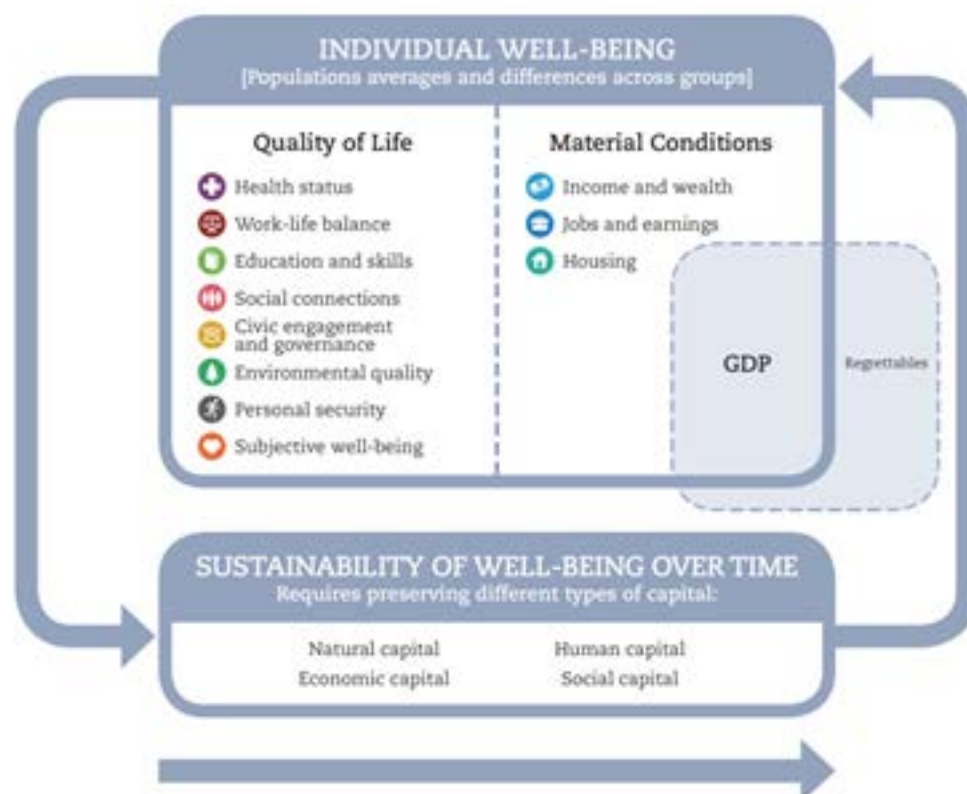 INDIVIDUAL WELL-BEING
[Populations averages and differences across groups]
Quality of Life
Health status
Work-life balance
Education and skills
Social connections
Civic engagement
and governance
Environmental quality
Personal security
Subjective well-being
Material Conditions
Income and wealth
Jobs and earnings
Housing
GDP
Regrettables
SUSTAINABILITY OF WELL-BEING OVER TIME
Requires preserving different types of capital:
Natural capital
Human capital
Economic capital
Social capital